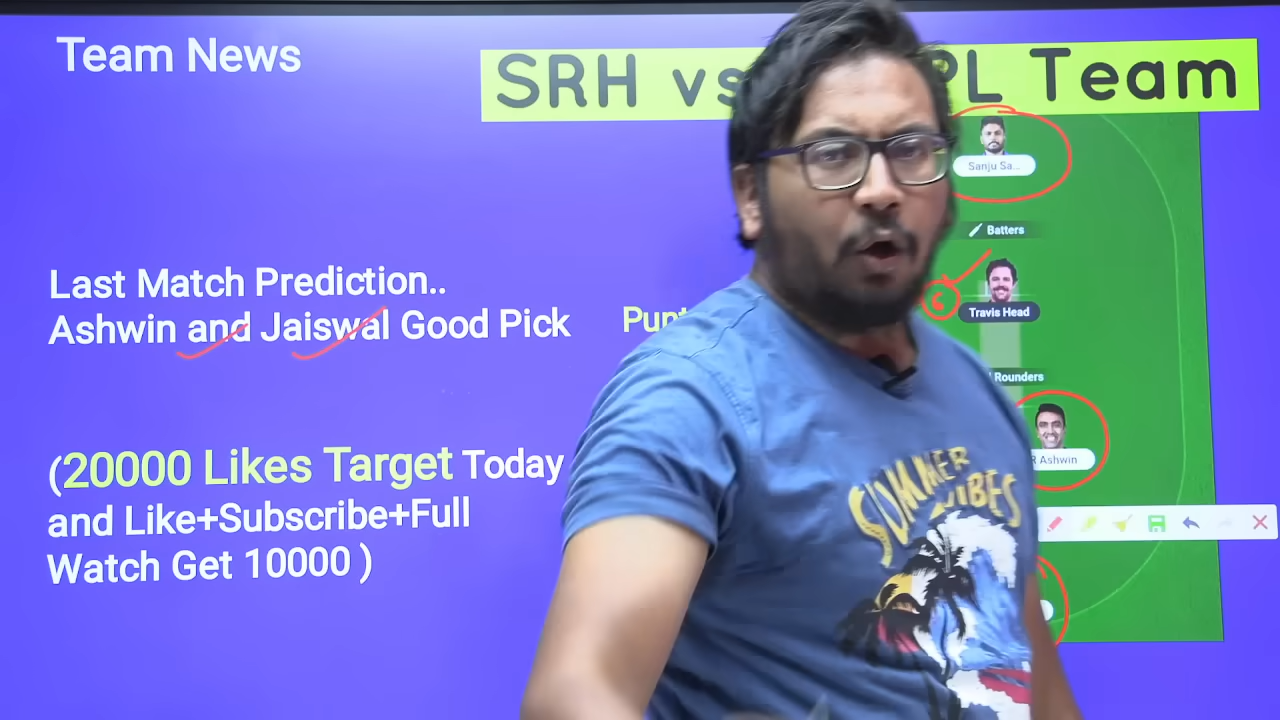 Team News
SRH vs PL Team
Sanju Sa...
Batters
Last Match Prediction..
Ashwin and Jaiswal Good Pick
Punt
Travis Head
Rounders
R Ashwin
(20000 Likes Target Today
and Like+Subscribe+Full
Watch Get 10000 )
SUMMER
VIBES